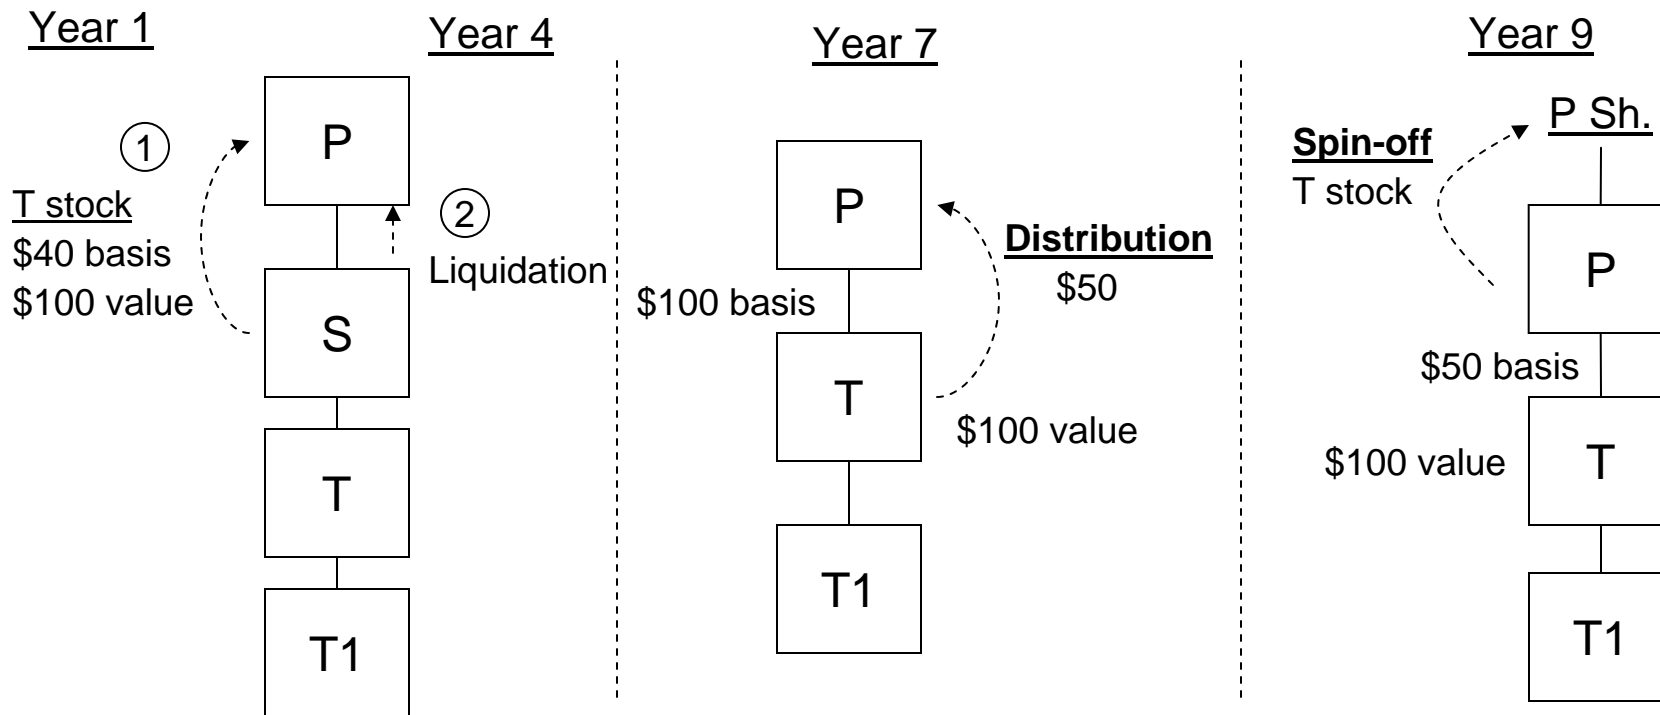 Year 1
Year 4
1
T stock
$40 basis
$100 value
P
2
Liquidation
S
T
T1
Year 7
P
Distribution
$50
$100 basis
T
$100 value
T1
Year 9
P Sh.
Spin-off
T stock
P
$50 basis
$100 value
T
T1